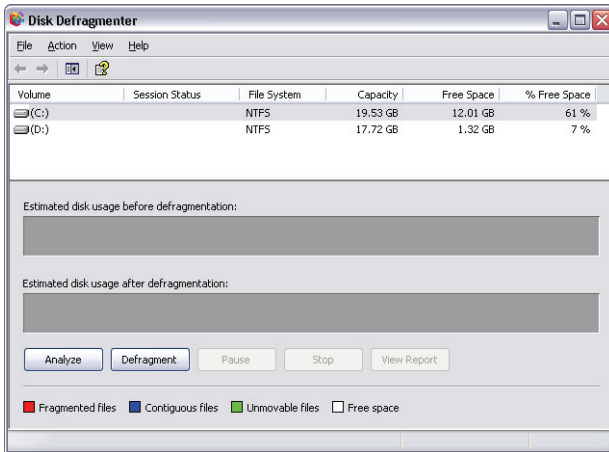 Disk Defragmenter
File Action View Help
Volume Session Status File System Capacity Free Space % Free Space
(C:) NTFS 19.53 GB 12.01 GB 61 %
(D:) NTFS 17.72 GB 1.32 GB 7 %
Estimated disk usage before defragmentation:
Estimated disk usage after defragmentation:
Analyze Defragment Pause Stop View Report
Fragmented files Contiguous files Unmovable files Free space